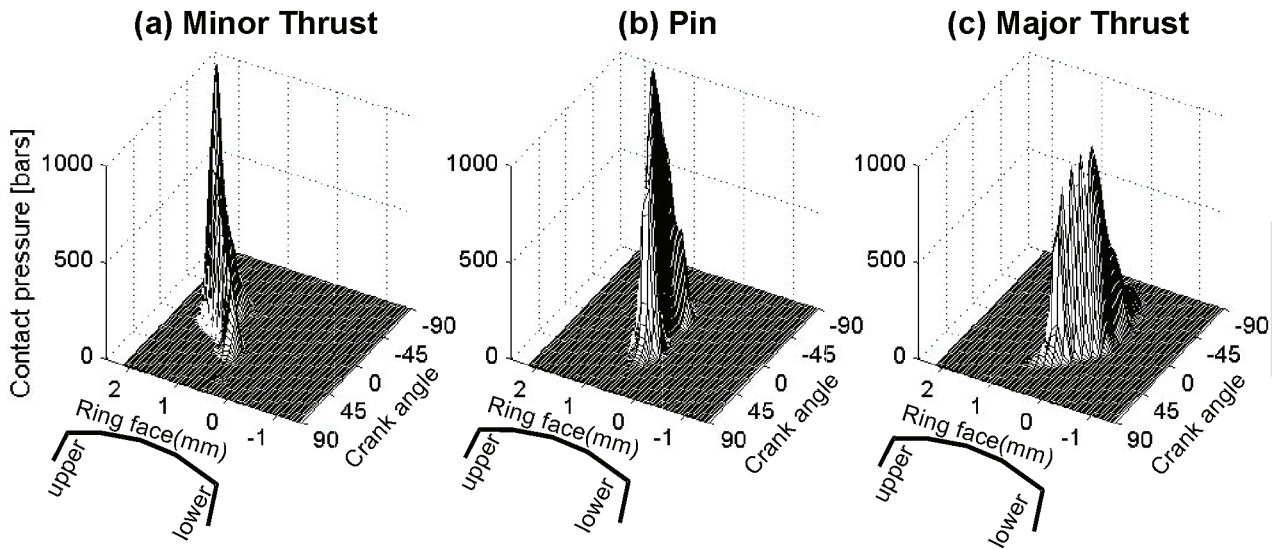 (a) Minor Thrust
(b) Pin
(c) Major Thrust
Contact pressure [bars]
1000
500
0
2
1
0
-1
Ring face(mm)
90
45
0
-45
-90
Crank angle
upper
lower
1000
500
0
2
1
0
-1
Ring face(mm)
90
45
0
-45
-90
Crank angle
upper
lower
1000
500
0
2
1
0
-1
Ring face(mm)
90
45
0
-45
-90
Crank angle
upper
lower